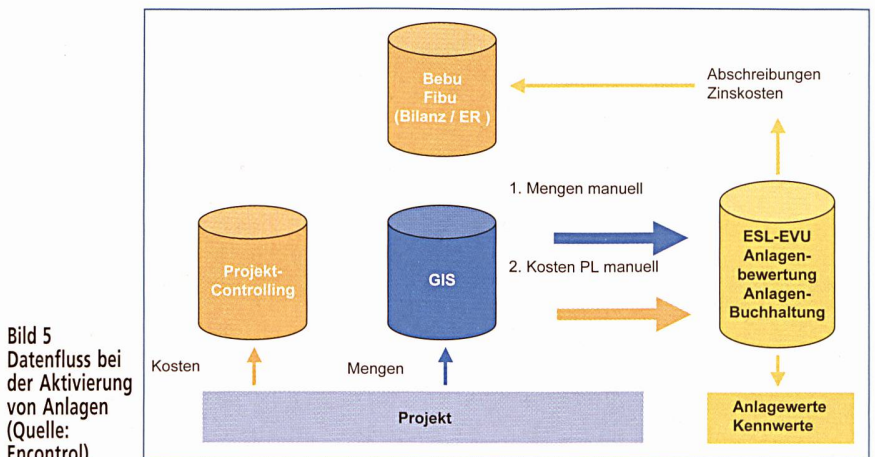 Bebu
Fibu
(Bilanz / ER )
Abschreibungen
Zinskosten
1. Mengen manuell
Projekt-
Controlling
GIS
2. Kosten PL manuell
ESL-EVU
Anlagen-
bewertung
Anlagen-
Buchhaltung
Kosten
Mengen
Projekt
Anlagewerte
Kennwerte
Bild 5
Datenfluss bei
der Aktivierung
von Anlagen
(Quelle:
Encontrol)